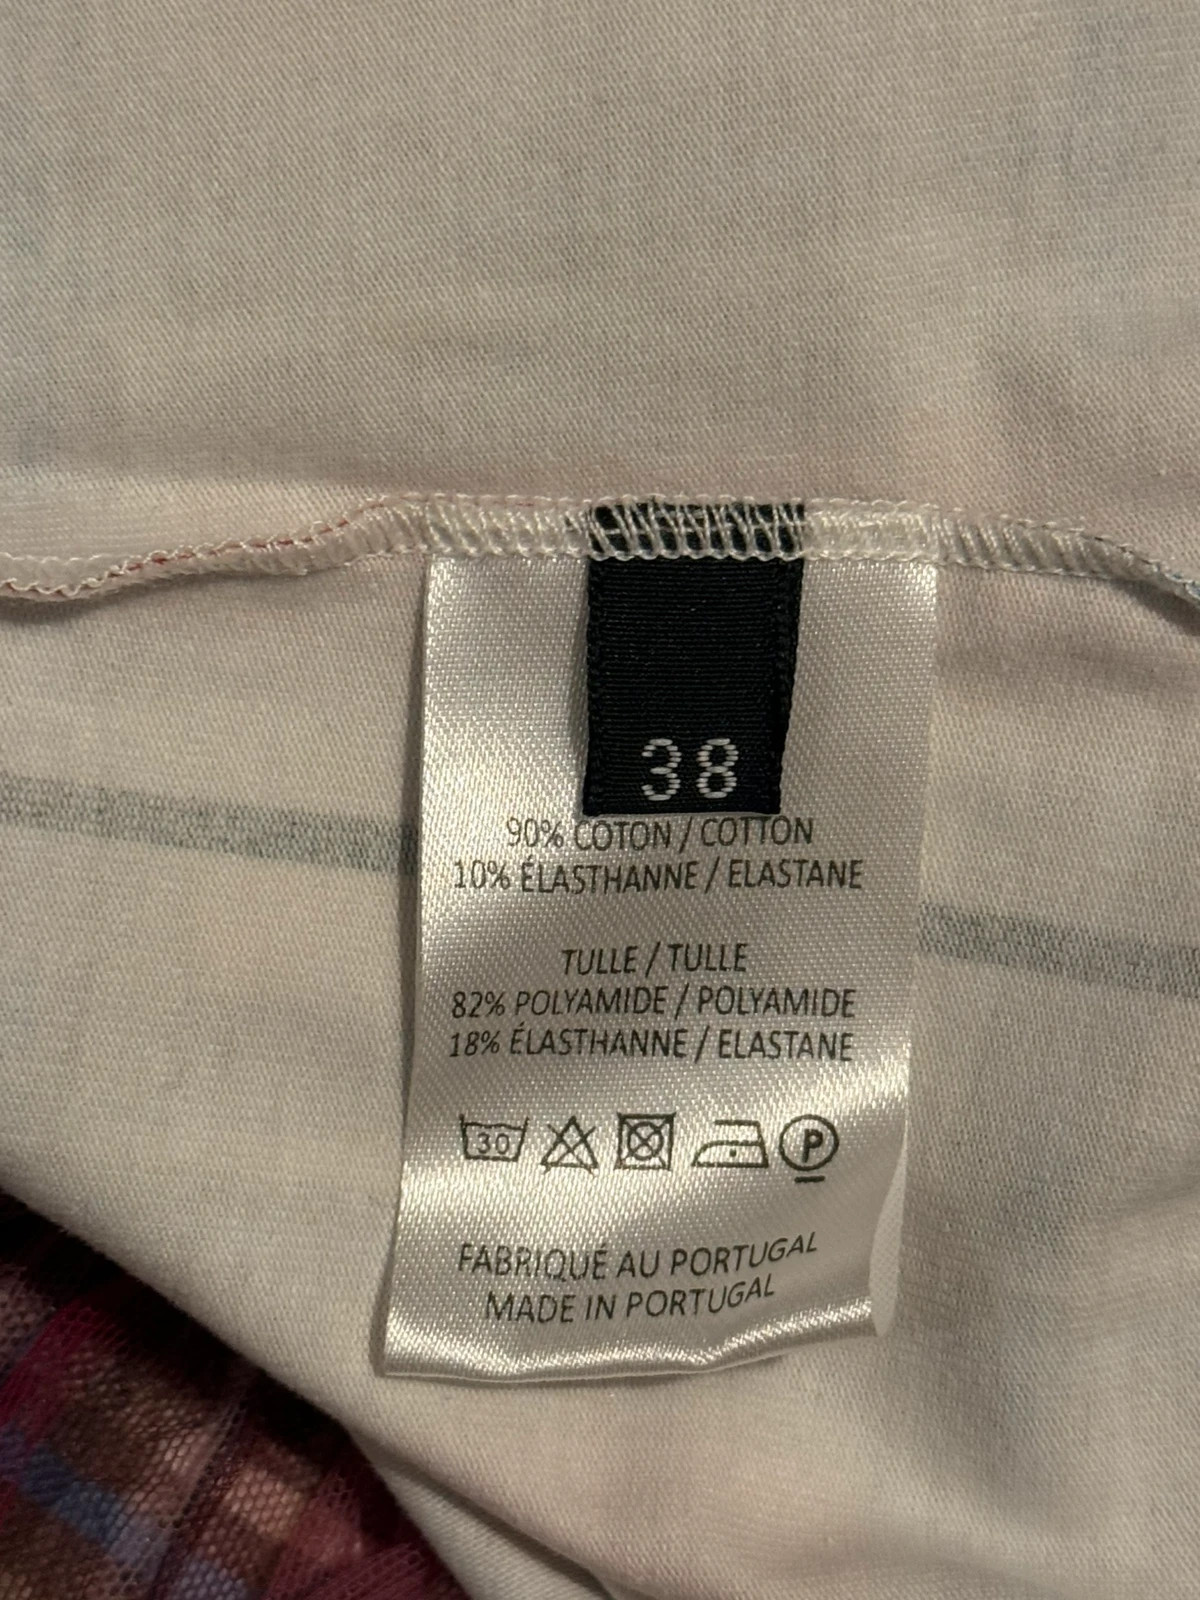 38
90% COTON / COTTON
10% ÉLASTHANNE / ELASTANE
TULLE / TULLE
82% POLYAMIDE / POLYAMIDE
18% ÉLASTHANNE / ELASTANE
30 P
FABRIQUÉ AU PORTUGAL
MADE IN PORTUGAL